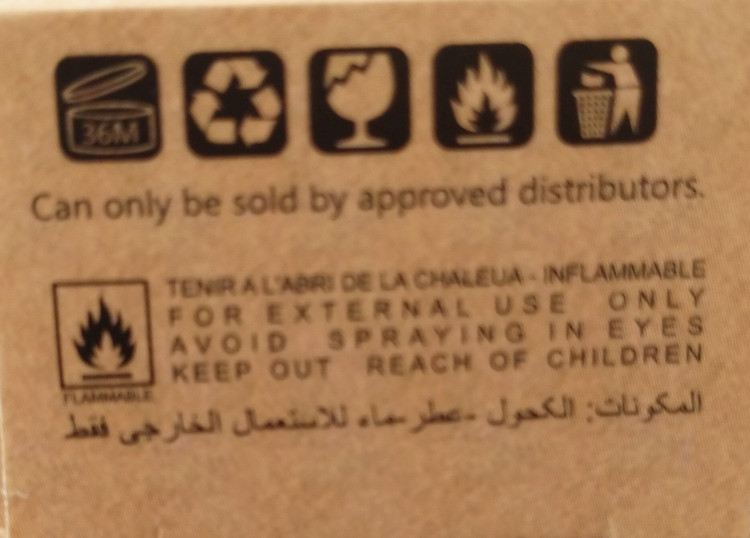 36M
Can only be sold by approved distributors.
TENIR A L'ABRI DE LA CHALEUA - INFLAMMABLE
FOR EXTERNAL USE ONLY
AVOID SPRAYING IN EYES
KEEP OUT REACH OF CHILDREN
FLAMMABLE
المكونات: الكحول -عطر-ماء للاستعمال الخارجى فقط